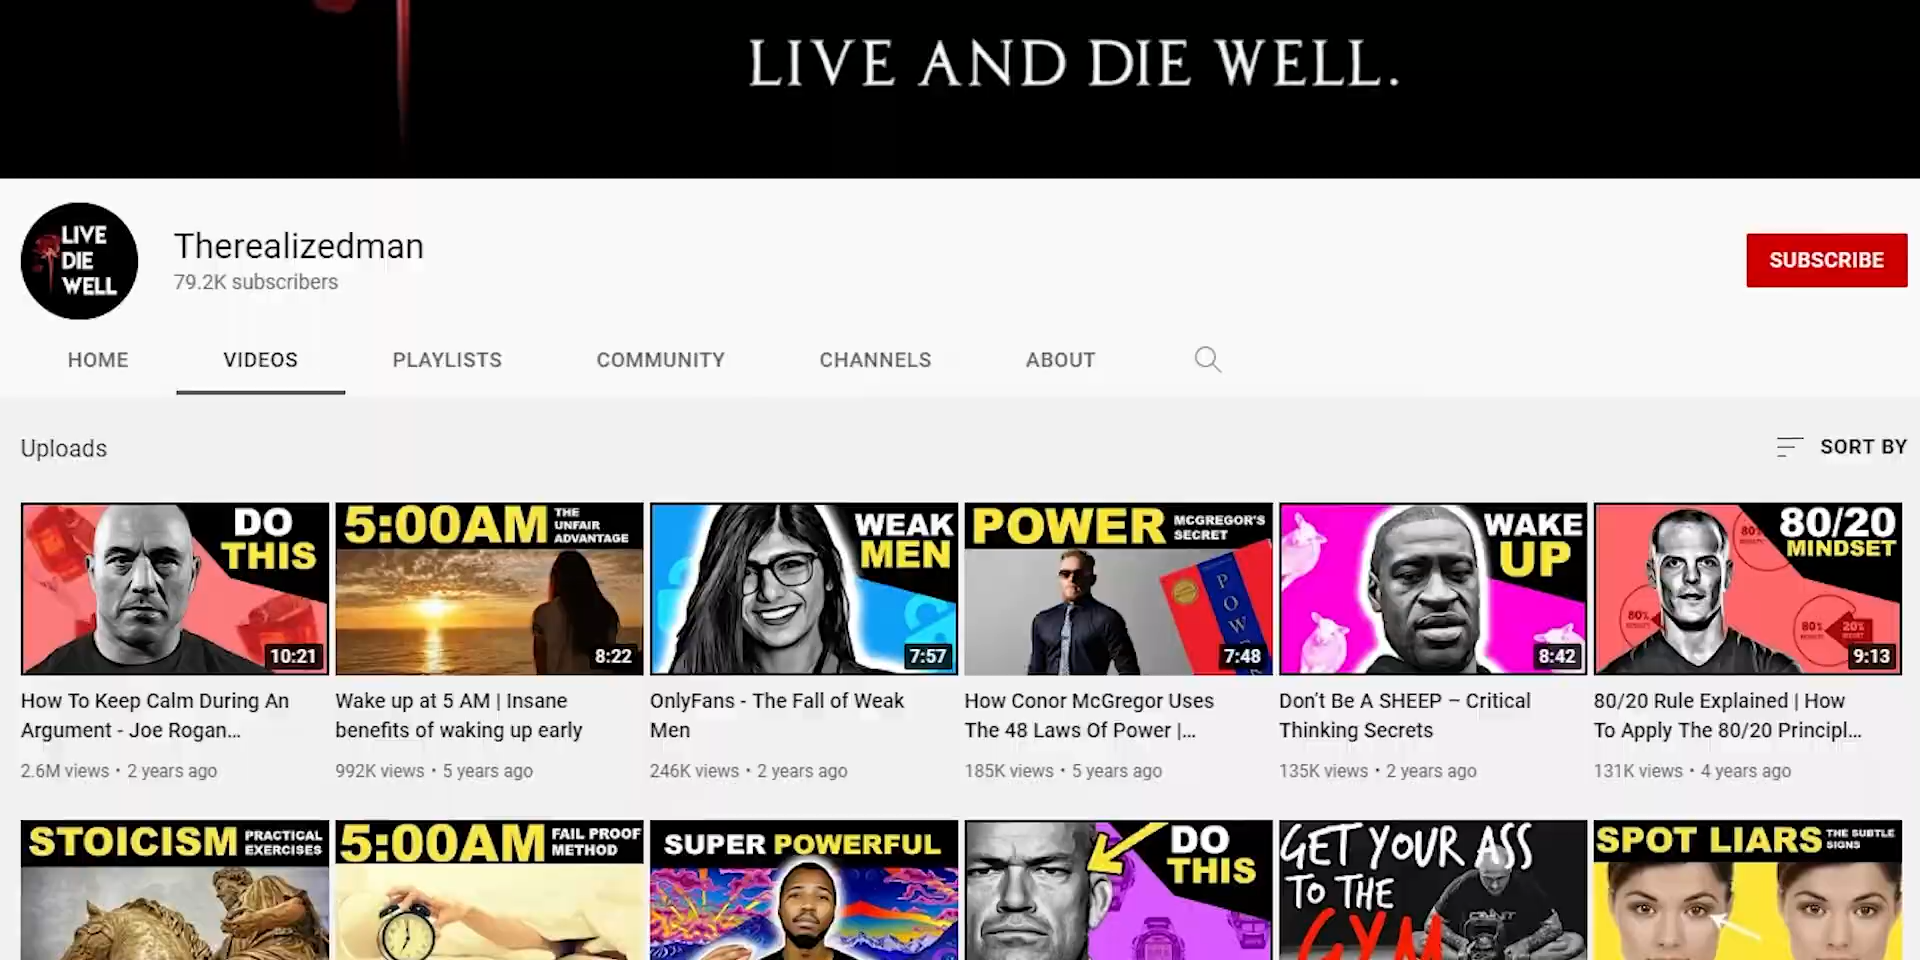 LIVE AND DIE WELL.
LIVE
DIE
WELL
Therealizedman
79.2K subscribers
SUBSCRIBE
HOME
VIDEOS
PLAYLISTS
COMMUNITY
CHANNELS
ABOUT
Uploads
SORT BY
DO
THIS
10:21
How To Keep Calm During An
Argument - Joe Rogan...
2.6M views • 2 years ago
5:00AM
THE
UNFAIR
ADVANTAGE
8:22
Wake up at 5 AM | Insane
benefits of waking up early
992K views • 5 years ago
WEAK
MEN
7:57
OnlyFans - The Fall of Weak
Men
246K views • 2 years ago
POWER
MCGREGOR'S
SECRET
POW
7:48
How Conor McGregor Uses
The 48 Laws Of Power |...
185K views • 5 years ago
WAKE
UP
8:42
Don't Be A SHEEP – Critical
Thinking Secrets
135K views • 2 years ago
80/20
MINDSET
80%
80%
80%
20%
9:13
80/20 Rule Explained | How
To Apply The 80/20 Principl...
131K views • 4 years ago
STOICISM
PRACTICAL
EXERCISES
5:00AM
FAIL PROOF
METHOD
SUPER POWERFUL
DO
THIS
GET YOUR ASS
TO THE
GYM
SPOT LIARS
THE SUBTLE
SIGNS